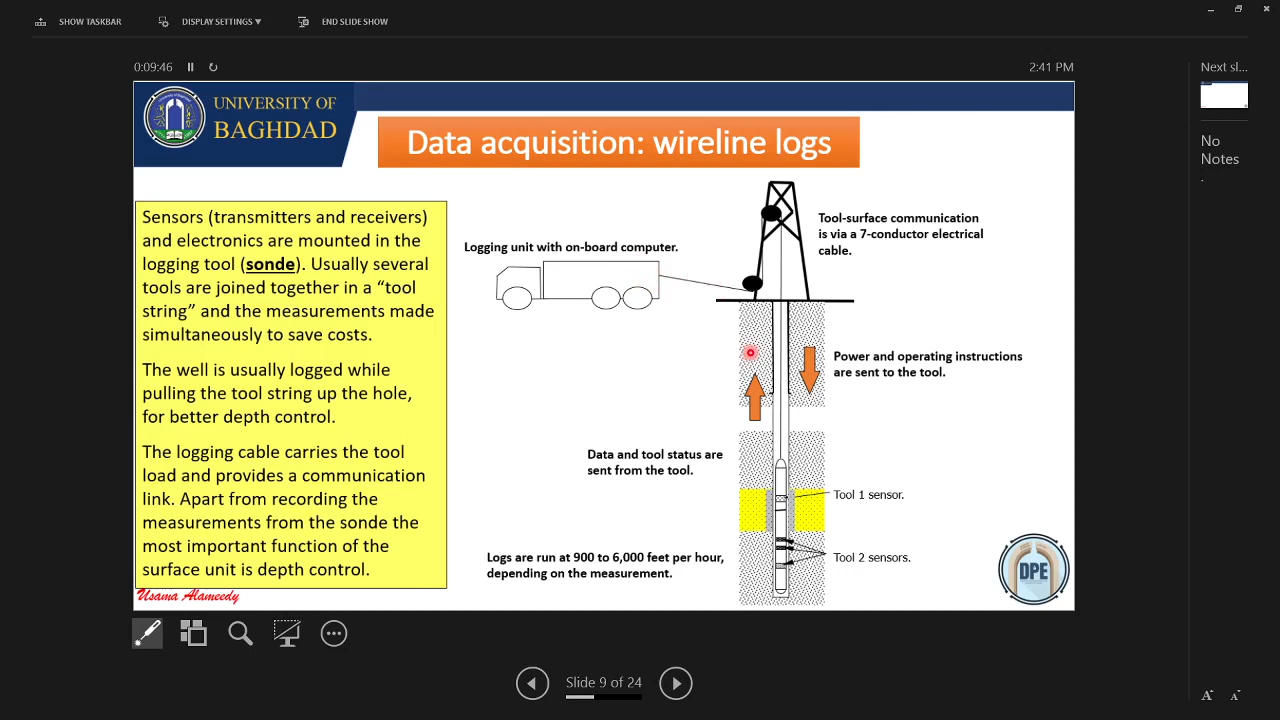 SHOW TASKBAR
DISPLAY SETTINGS ▼
END SLIDE SHOW
0:09:46
2:41 PM
Next sl...
No
Notes
.
UNIVERSITY OF
BAGHDAD
Data acquisition: wireline logs
Sensors (transmitters and receivers)
and electronics are mounted in the
logging tool (sonde). Usually several
tools are joined together in a “tool
string” and the measurements made
simultaneously to save costs.
The well is usually logged while
pulling the tool string up the hole,
for better depth control.
The logging cable carries the tool
load and provides a communication
link. Apart from recording the
measurements from the sonde the
most important function of the
surface unit is depth control.
Usama Alameedy
Logging unit with on-board computer.
Tool-surface communication
is via a 7-conductor electrical
cable.
Power and operating instructions
are sent to the tool.
Data and tool status are
sent from the tool.
Tool 1 sensor.
Logs are run at 900 to 6,000 feet per hour,
depending on the measurement.
Tool 2 sensors.
DPE
Slide 9 of 24
A
A